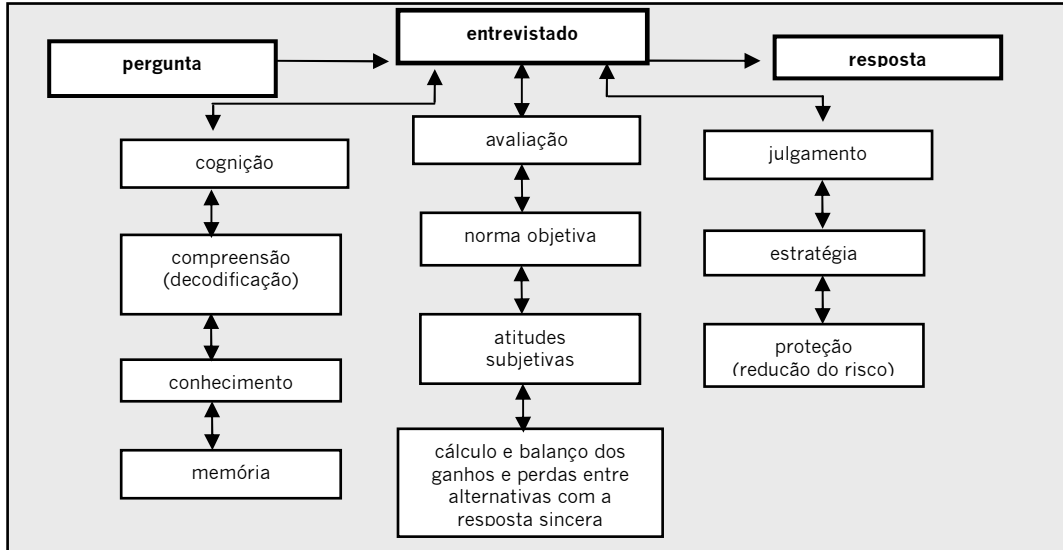 pergunta
entrevistado
resposta
cognição
compreensão
(decodificação)
conhecimento
memória
avaliação
norma objetiva
atitudes
subjetivas
cálculo e balanço dos
ganhos e perdas entre
alternativas com a
resposta sincera
julgamento
estratégia
proteção
(redução do risco)